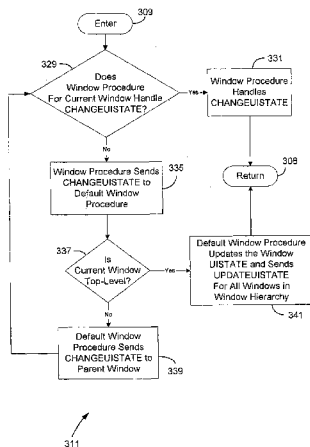 Enter
309
329
Does
Window Procedure
For Current Window Handle
CHANGEUISTATE?
Yes
331
Window Procedure
Handles
CHANGEUISTATE
No
335
Window Procedure Sends
CHANGEUISTATE to
Default Window
Procedure
Return
308
337
Is
Current Window
Top-Level?
Yes
Default Window Procedure
Updates the Window
UISTATE and Sends
UPDATEUISTATE
For All Windows in
Window Hierarchy
341
No
Default Window
Procedure Sends
CHANGEUISTATE to
Parent Window
339
311